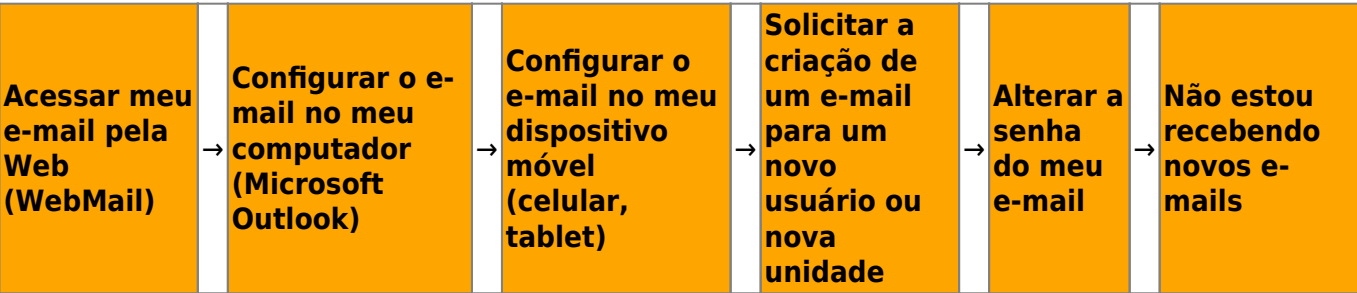 Acessar meu
e-mail pela
Web
(WebMail)
→
Configurar o e-
mail no meu
computador
(Microsoft
Outlook)
→
Configurar o
e-mail no meu
dispositivo
móvel
(celular,
tablet)
→
Solicitar a
criação de
um e-mail
para um
novo
usuário ou
nova
unidade
→
Alterar a
senha
do meu
e-mail
→
Não estou
recebendo
novos e-
mails